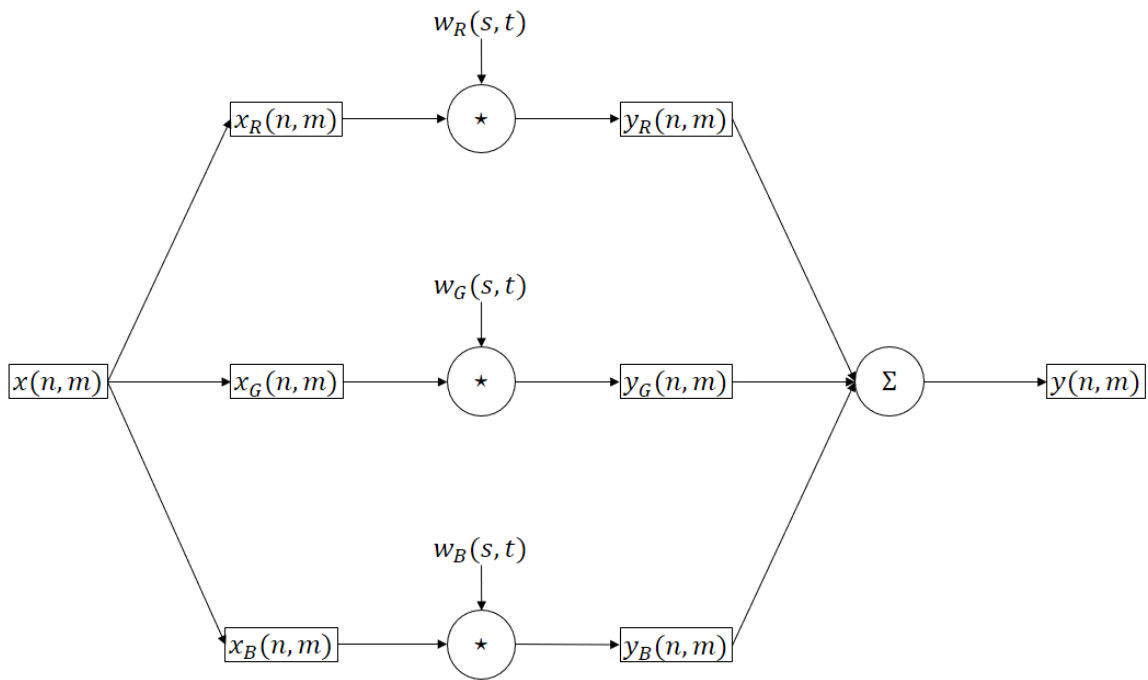 w_R(s,t)
x_R(n,m) ⋆ y_R(n,m)
w_G(s,t)
x(n,m) x_G(n,m) ⋆ y_G(n,m) Σ y(n,m)
w_B(s,t)
x_B(n,m) ⋆ y_B(n,m)